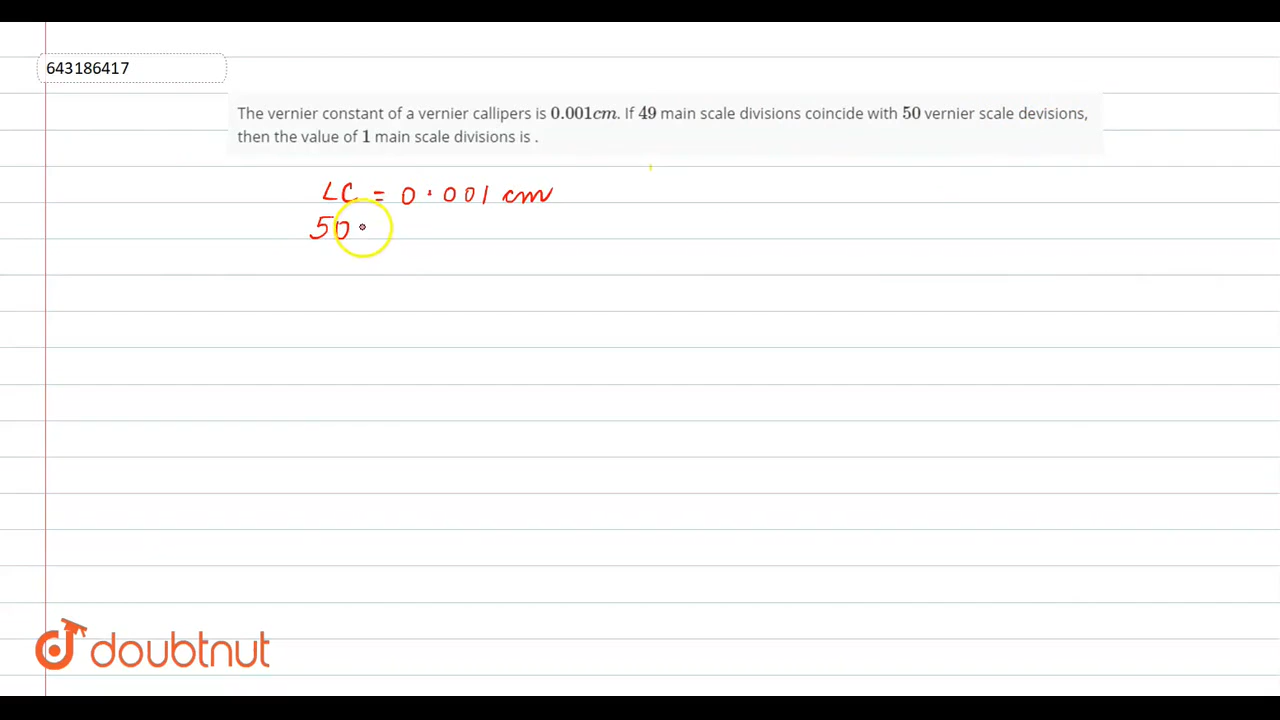 643186417
The vernier constant of a vernier callipers is 0.001cm. If 49 main scale divisions coincide with 50 vernier scale devisions,
then the value of 1 main scale divisions is .
LC = 0.001 cm
50
doubtnut